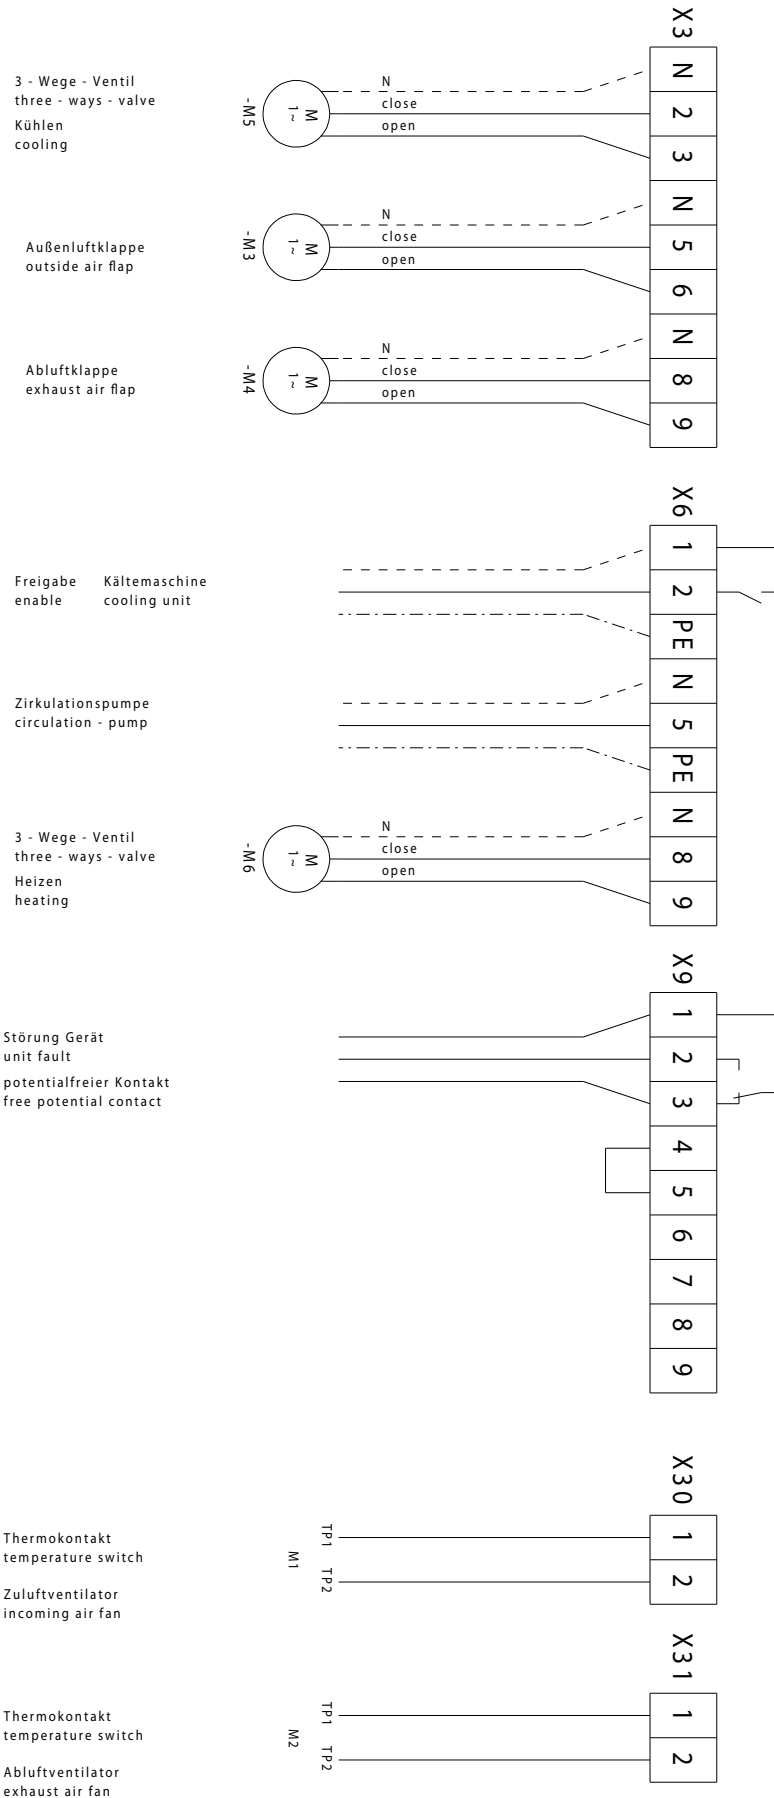 X3
3 - Wege - Ventil
three - ways - valve
Kühlen
cooling
-M5
M
1~
N
close
open
N
2
3
Außenluftklappe
outside air flap
-M3
M
1~
N
close
open
N
5
6
Abluftklappe
exhaust air flap
-M4
M
1~
N
close
open
N
8
9
X6
Freigabe Kältemaschine
enable cooling unit
1
2
PE
Zirkulationspumpe
circulation - pump
N
5
PE
3 - Wege - Ventil
three - ways - valve
Heizen
heating
-M6
M
1~
N
close
open
N
8
9
X9
Störung Gerät
unit fault
potentialfreier Kontakt
free potential contact
1
2
3
4
5
6
7
8
9
X30
Thermokontakt
temperature switch
Zuluftventilator
incoming air fan
M1
TP1
TP2
1
2
X31
Thermokontakt
temperature switch
Abluftventilator
exhaust air fan
M2
TP1
TP2
1
2